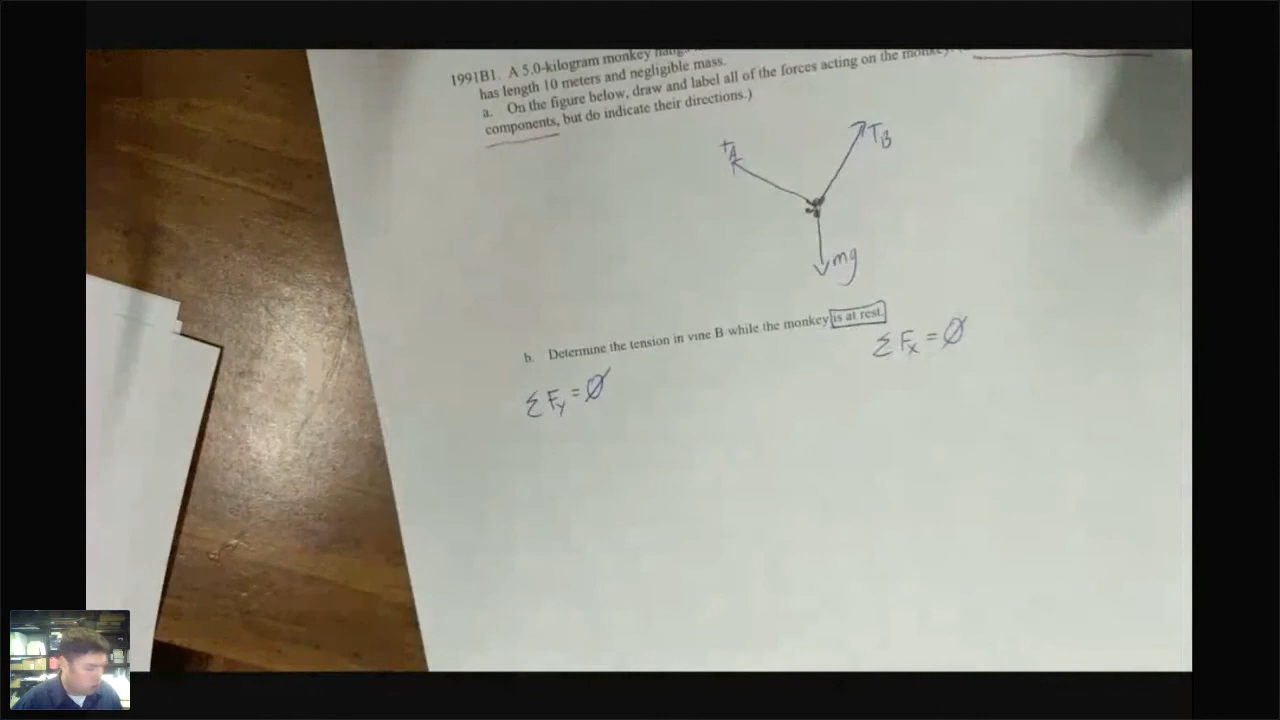 1991B1. A 5.0-kilogram monkey hangs
has length 10 meters and negligible mass.
a. On the figure below, draw and label all of the forces acting on the monkey.
components, but do indicate their directions.)
TA
TB
mg
b. Determine the tension in vine B while the monkey is at rest.
ΣFy = ∅
ΣFx = ∅